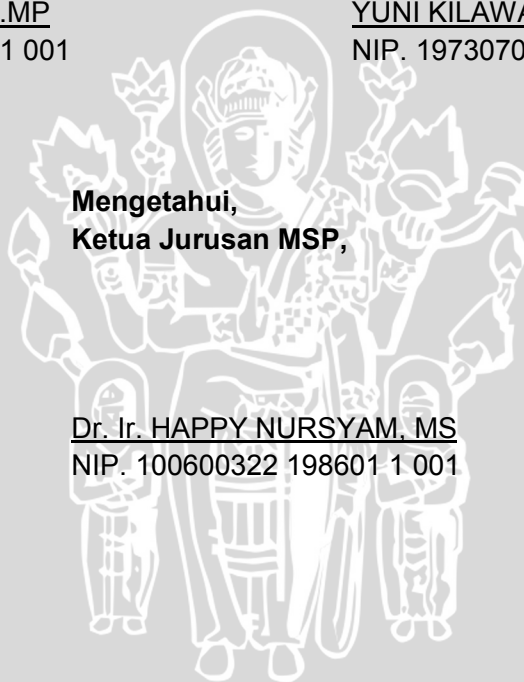 .MP YUNI KILAWA
1 001 NIP. 1973070
Mengetahui,
Ketua Jurusan MSP,
Dr. Ir. HAPPY NURSYAM, MS
NIP. 100600322 198601 1 001